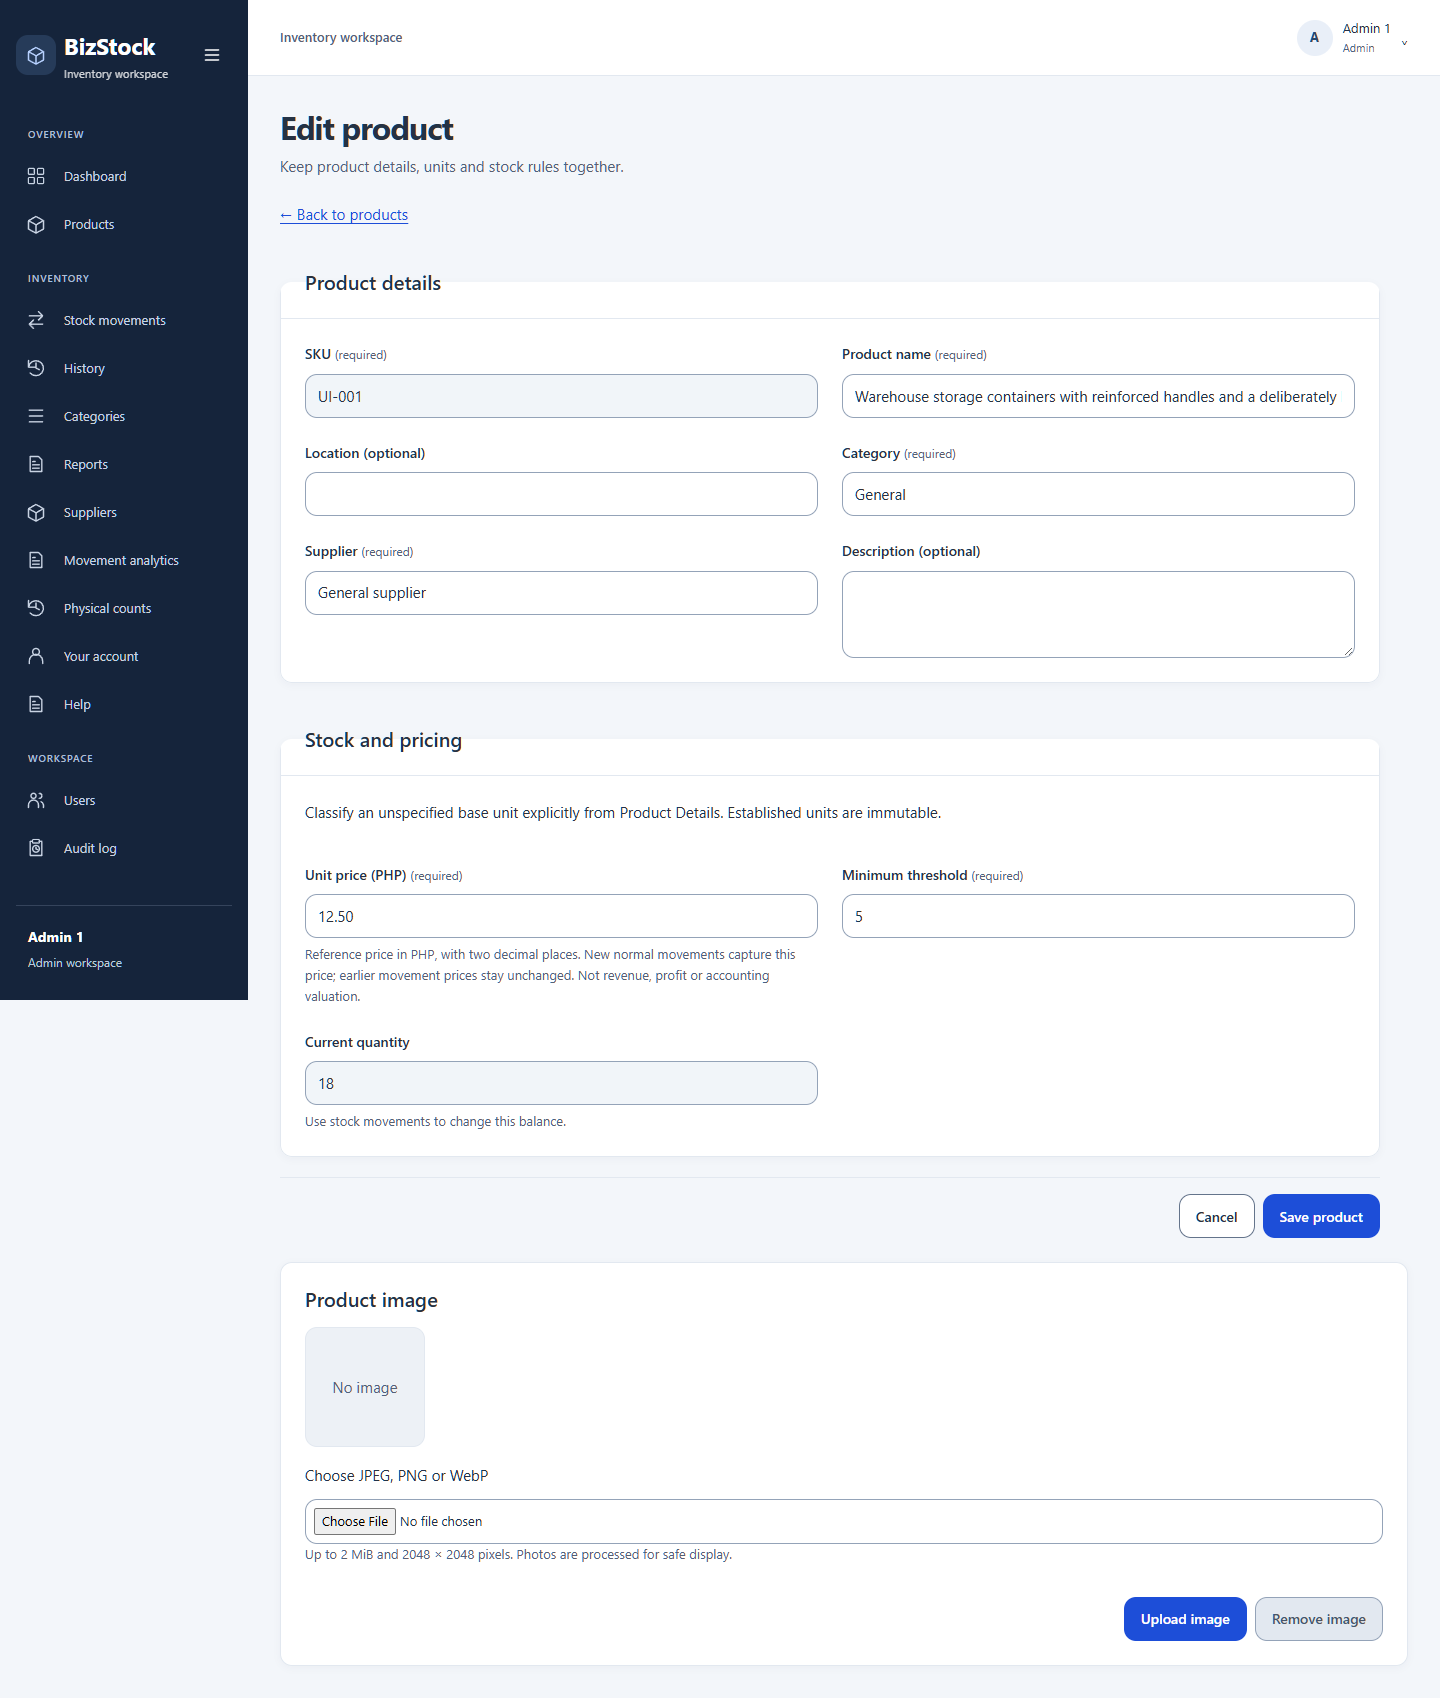 BizStock
Inventory workspace
OVERVIEW
Dashboard
Products
INVENTORY
Stock movements
History
Categories
Reports
Suppliers
Movement analytics
Physical counts
Your account
Help
WORKSPACE
Users
Audit log
Admin 1
Admin workspace
Inventory workspace
A
Admin 1
Admin
Edit product
Keep product details, units and stock rules together.
← Back to products
Product details
SKU (required)
UI-001
Product name (required)
Warehouse storage containers with reinforced handles and a deliberately
Location (optional)
Category (required)
General
Supplier (required)
General supplier
Description (optional)
Stock and pricing
Classify an unspecified base unit explicitly from Product Details. Established units are immutable.
Unit price (PHP) (required)
12.50
Reference price in PHP, with two decimal places. New normal movements capture this
price; earlier movement prices stay unchanged. Not revenue, profit or accounting
valuation.
Minimum threshold (required)
5
Current quantity
18
Use stock movements to change this balance.
Cancel
Save product
Product image
No image
Choose JPEG, PNG or WebP
Choose File No file chosen
Up to 2 MiB and 2048 × 2048 pixels. Photos are processed for safe display.
Upload image
Remove image